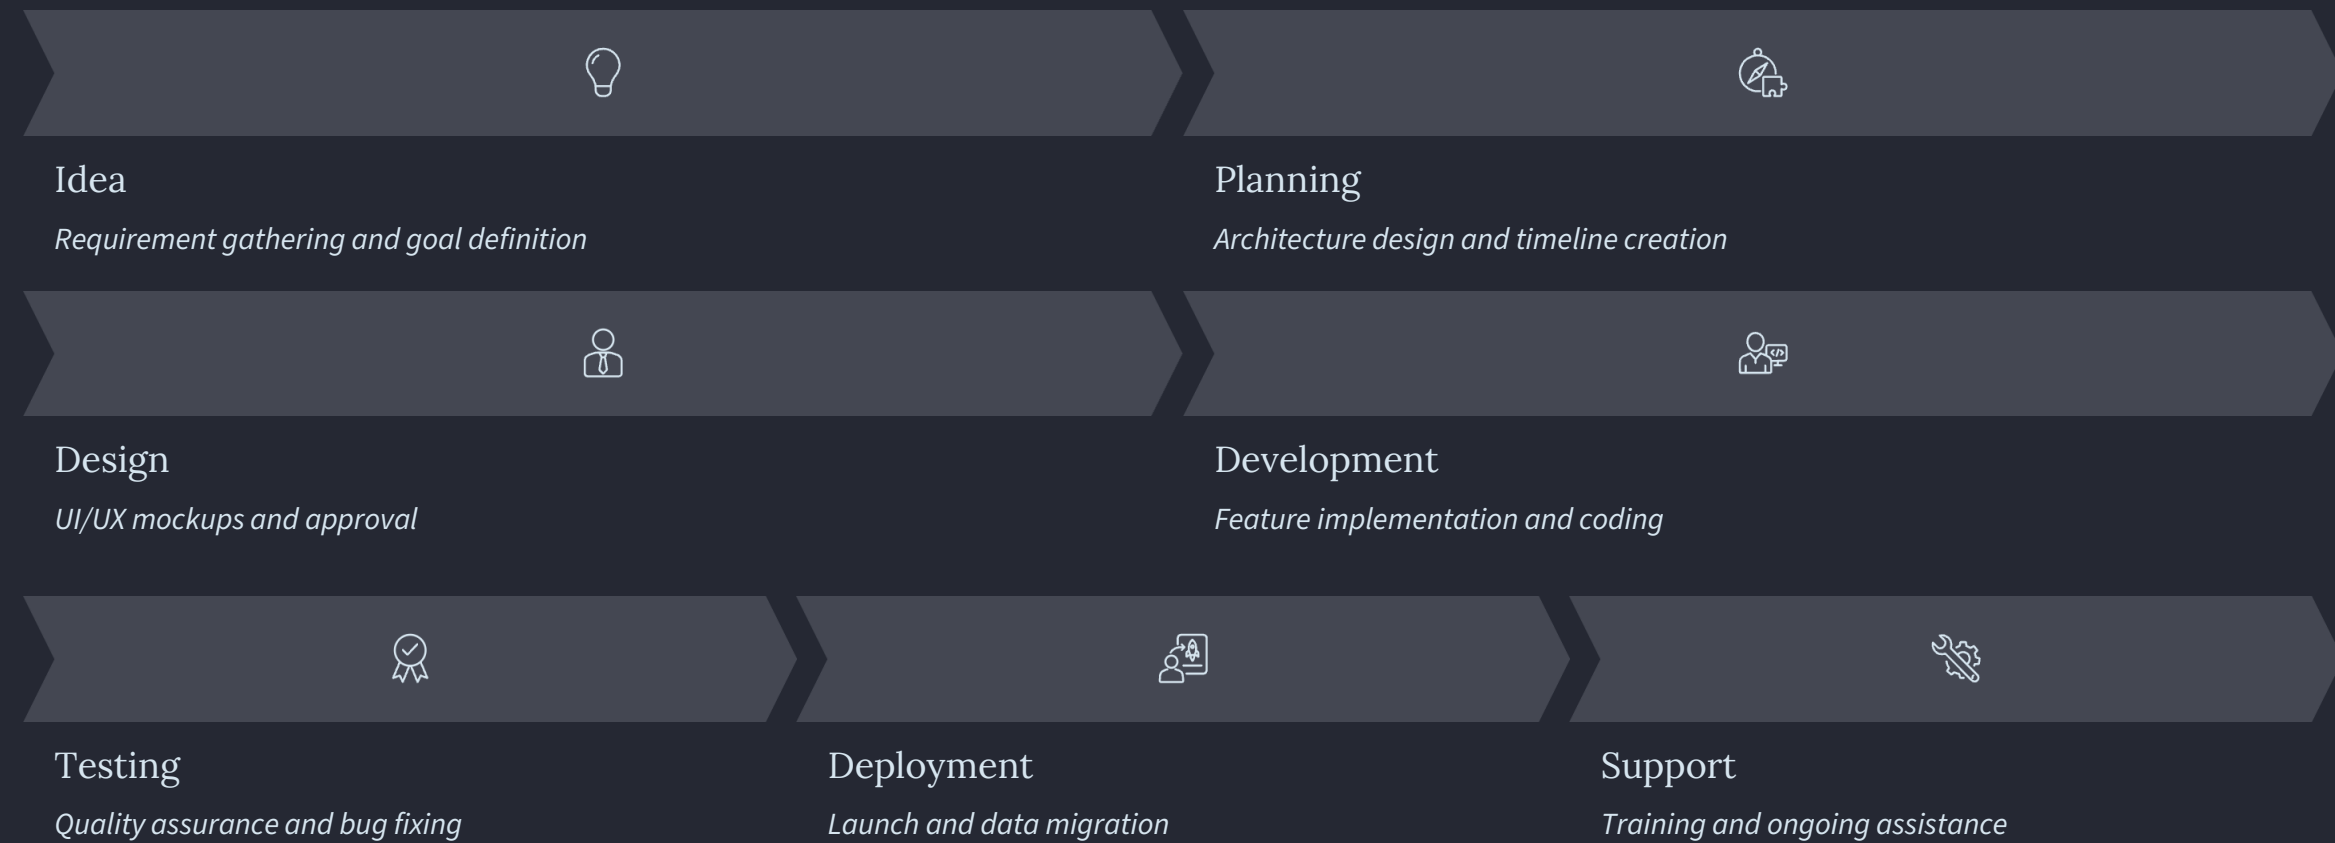 Idea
Requirement gathering and goal definition
Planning
Architecture design and timeline creation
Design
UI/UX mockups and approval
Development
Feature implementation and coding
Testing
Quality assurance and bug fixing
Deployment
Launch and data migration
Support
Training and ongoing assistance